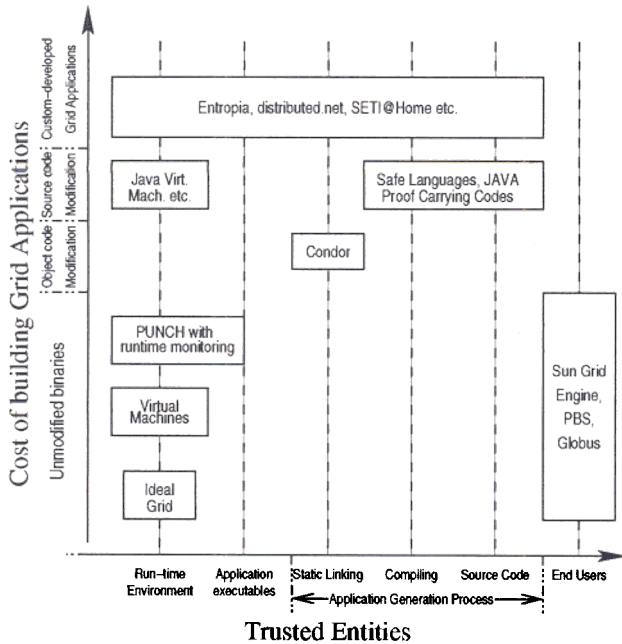 Cost of building Grid Applications
Custom-developed
Grid Applications
Source code
Modification
Object code
Modification
Unmodified binaries
Entropia, distributed.net, SETI@Home etc.
Java Virt.
Mach. etc.
Safe Languages, JAVA
Proof Carrying Codes
Condor
PUNCH with
runtime monitoring
Virtual
Machines
Ideal
Grid
Sun Grid
Engine,
PBS,
Globus
Run-time
Environment
Application
executables
Static Linking
Compiling
Source Code
End Users
Application Generation Process
Trusted Entities